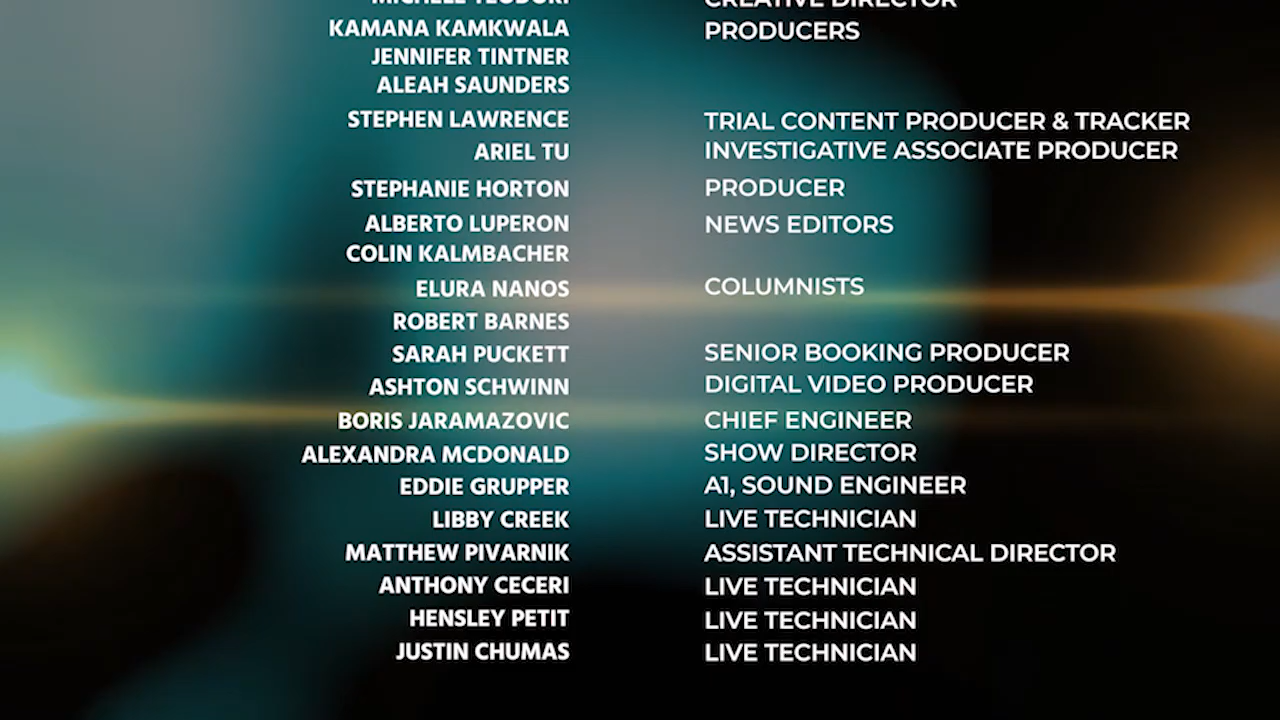 CREATIVE DIRECTOR
KAMANA KAMKWALA PRODUCERS
JENNIFER TINTNER
ALEAH SAUNDERS
STEPHEN LAWRENCE TRIAL CONTENT PRODUCER & TRACKER
ARIEL TU INVESTIGATIVE ASSOCIATE PRODUCER
STEPHANIE HORTON PRODUCER
ALBERTO LUPERON NEWS EDITORS
COLIN KALMBACHER
ELURA NANOS COLUMNISTS
ROBERT BARNES
SARAH PUCKETT SENIOR BOOKING PRODUCER
ASHTON SCHWINN DIGITAL VIDEO PRODUCER
BORIS JARAMAZOVIC CHIEF ENGINEER
ALEXANDRA MCDONALD SHOW DIRECTOR
EDDIE GRUPPER A1, SOUND ENGINEER
LIBBY CREEK LIVE TECHNICIAN
MATTHEW PIVARNIK ASSISTANT TECHNICAL DIRECTOR
ANTHONY CECERI LIVE TECHNICIAN
HENSLEY PETIT LIVE TECHNICIAN
JUSTIN CHUMAS LIVE TECHNICIAN